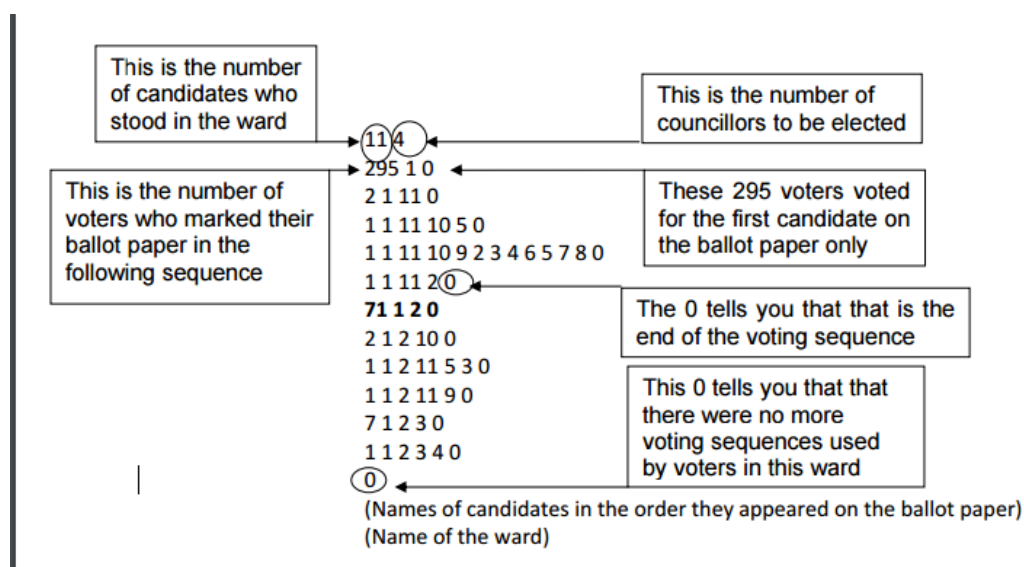 This is the number
of candidates who
stood in the ward
This is the number of
councillors to be elected
11 4
295 1 0
This is the number of
voters who marked their
ballot paper in the
following sequence
These 295 voters voted
for the first candidate on
the ballot paper only
2 1 11 0
1 1 11 10 5 0
1 1 11 10 9 2 3 4 6 5 7 8 0
1 1 11 2 0
71 1 2 0
The 0 tells you that that is the
end of the voting sequence
2 1 2 10 0
1 1 2 11 5 3 0
1 1 2 11 9 0
7 1 2 3 0
1 1 2 3 4 0
0
This 0 tells you that that
there were no more
voting sequences used
by voters in this ward
(Names of candidates in the order they appeared on the ballot paper)
(Name of the ward)